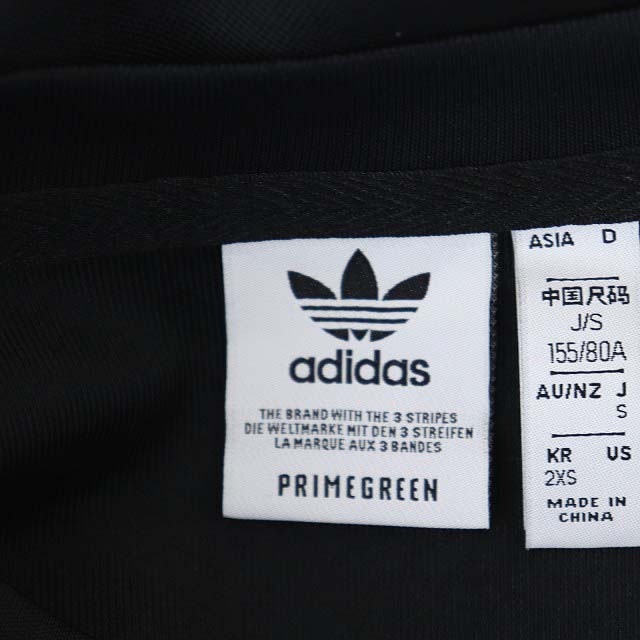 adidas
THE BRAND WITH THE 3 STRIPES
DIE WELTMARKE MIT DEN 3 STREIFEN
LA MARQUE AUX 3 BANDES
PRIMEGREEN
ASIA D
中国尺码
J/S
155/80A
AU/NZ J
S
KR US
2XS
MADE IN
CHINA